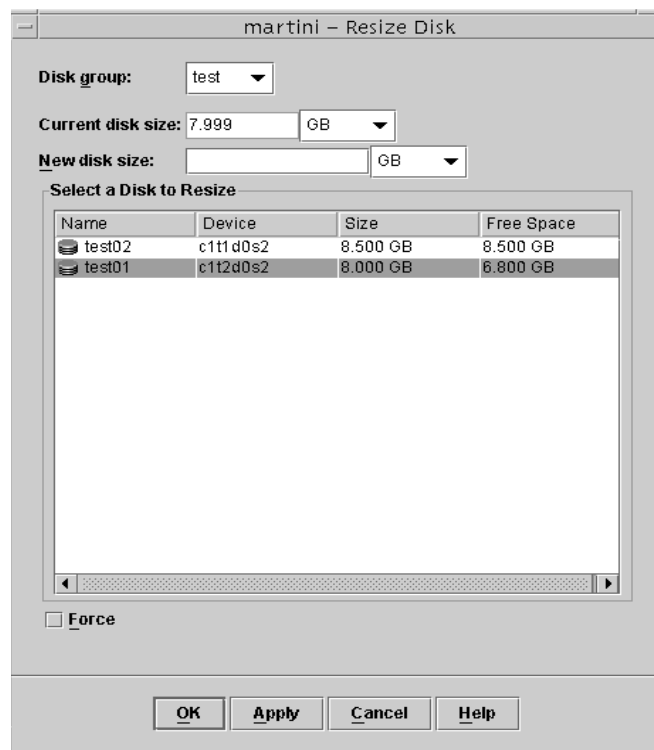 martini – Resize Disk
Disk group: test
Current disk size: 7.999 GB
New disk size: GB
Select a Disk to Resize
Name Device Size Free Space
test02 c1t1d0s2 8.500 GB 8.500 GB
test01 c1t2d0s2 8.000 GB 6.800 GB
Force
OK Apply Cancel Help